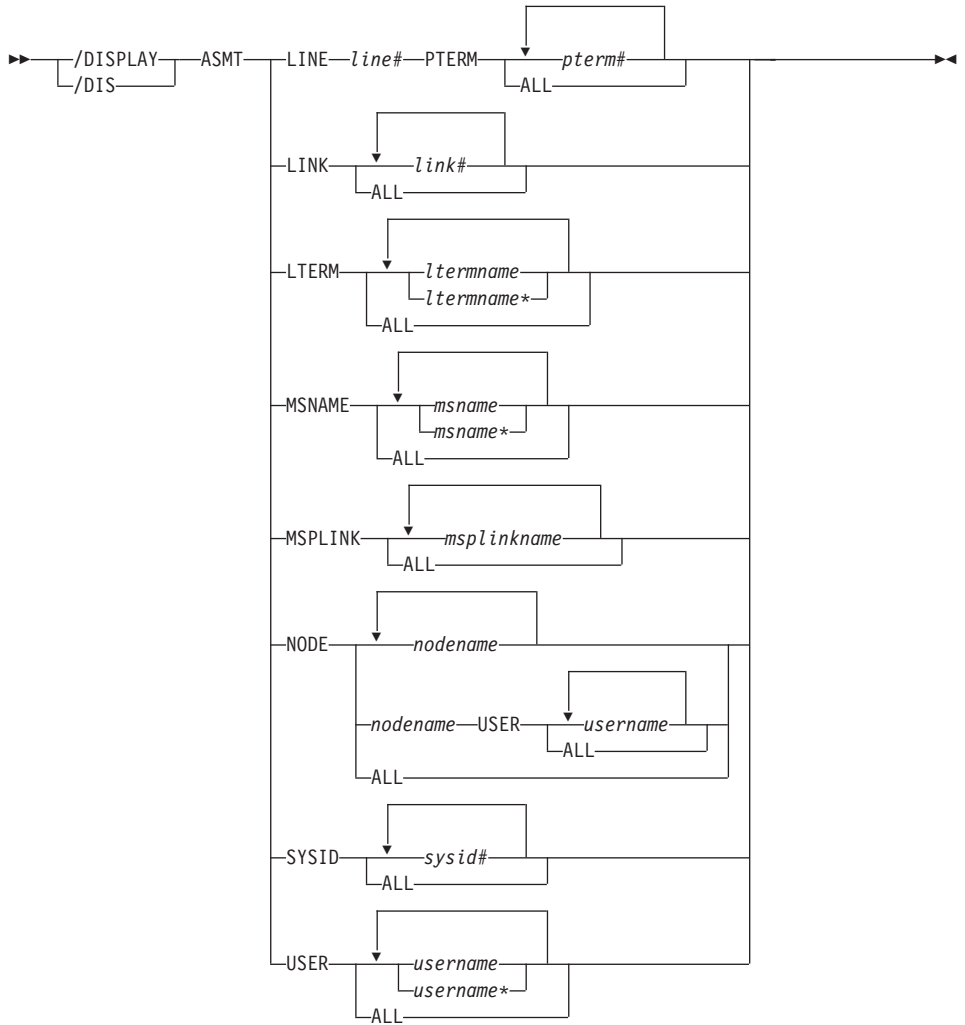 /DISPLAY ASMT LINE line# PTERM pterm#
/DIS ALL
LINK link#
ALL
LTERM ltermname
ltermname*
ALL
MSNAME msname
msname*
ALL
MSPLINK msplinkname
ALL
NODE nodename
nodename USER username
ALL
ALL
SYSID sysid#
ALL
USER username
username*
ALL